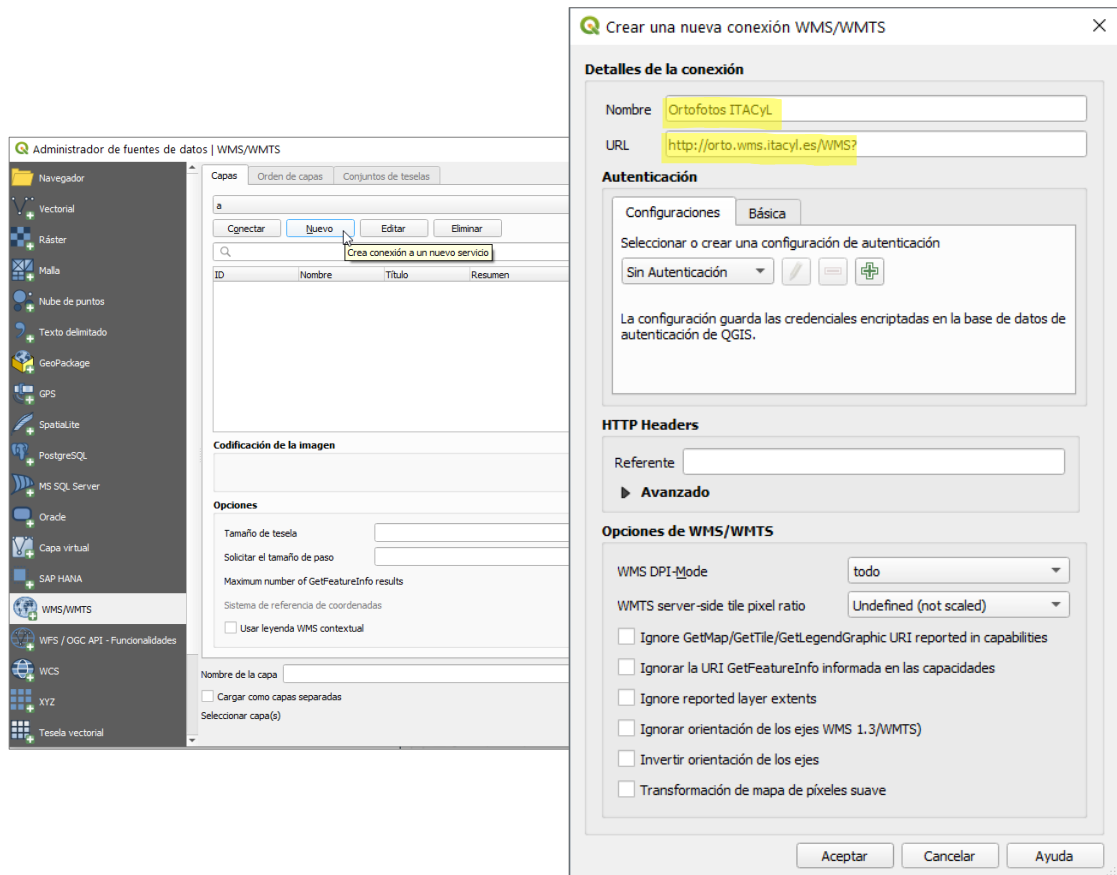 Administrador de fuentes de datos | WMS/WMTS
Navegador
Vectorial
Ráster
Malla
Nube de puntos
Texto delimitado
GeoPackage
GPS
SpatiaLite
PostgreSQL
MS SQL Server
Oracle
Capa virtual
SAP HANA
WMS/WMTS
WFS / OGC API - Funcionalidades
WCS
XYZ
Tesela vectorial
Capas Orden de capas Conjuntos de teselas
a
Conectar Nuevo Editar Eliminar
Crea conexión a un nuevo servicio
ID Nombre Título Resumen
Codificación de la imagen
Opciones
Tamaño de tesela
Solicitar el tamaño de paso
Maximum number of GetFeatureInfo results
Sistema de referencia de coordenadas
Usar leyenda WMS contextual
Nombre de la capa
Cargar como capas separadas
Seleccionar capa(s)
Crear una nueva conexión WMS/WMTS
Detalles de la conexión
Nombre Ortofotos ITACyL
URL http://orto.wms.itacyl.es/WMS?
Autenticación
Configuraciones Básica
Seleccionar o crear una configuración de autenticación
Sin Autenticación
La configuración guarda las credenciales encriptadas en la base de datos de
autenticación de QGIS.
HTTP Headers
Referente
Avanzado
Opciones de WMS/WMTS
WMS DPI-Mode todo
WMTS server-side tile pixel ratio Undefined (not scaled)
Ignore GetMap/GetTile/GetLegendGraphic URI reported in capabilities
Ignorar la URI GetFeatureInfo informada en las capacidades
Ignore reported layer extents
Ignorar orientación de los ejes WMS 1.3/WMTS)
Invertir orientación de los ejes
Transformación de mapa de píxeles suave
Aceptar Cancelar Ayuda